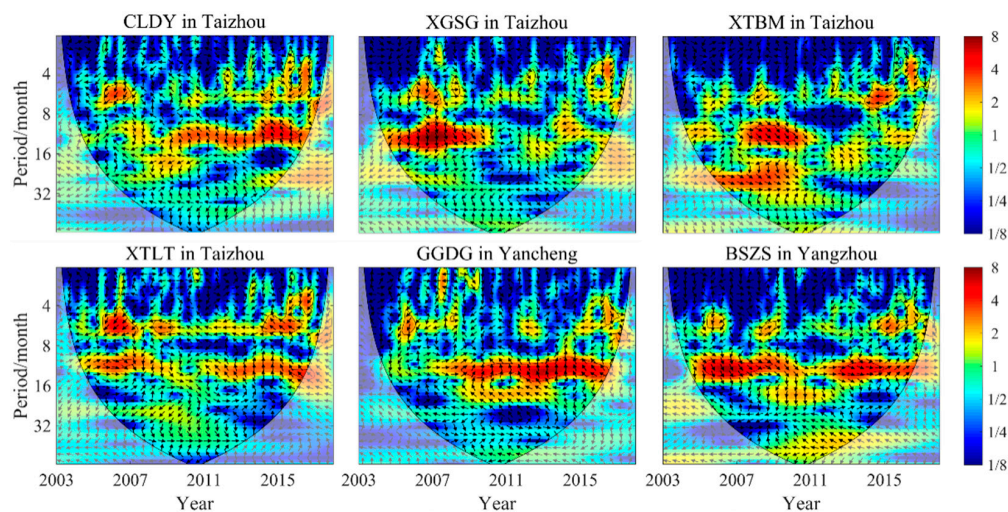 CLDY in Taizhou
XGSG in Taizhou
XTBM in Taizhou
Period/month
4
8
16
32
8
4
2
1
1/2
1/4
1/8
XTLT in Taizhou
GGDG in Yancheng
BSZS in Yangzhou
Period/month
4
8
16
32
8
4
2
1
1/2
1/4
1/8
2003 2007 2011 2015
2003 2007 2011 2015
2003 2007 2011 2015
Year
Year
Year